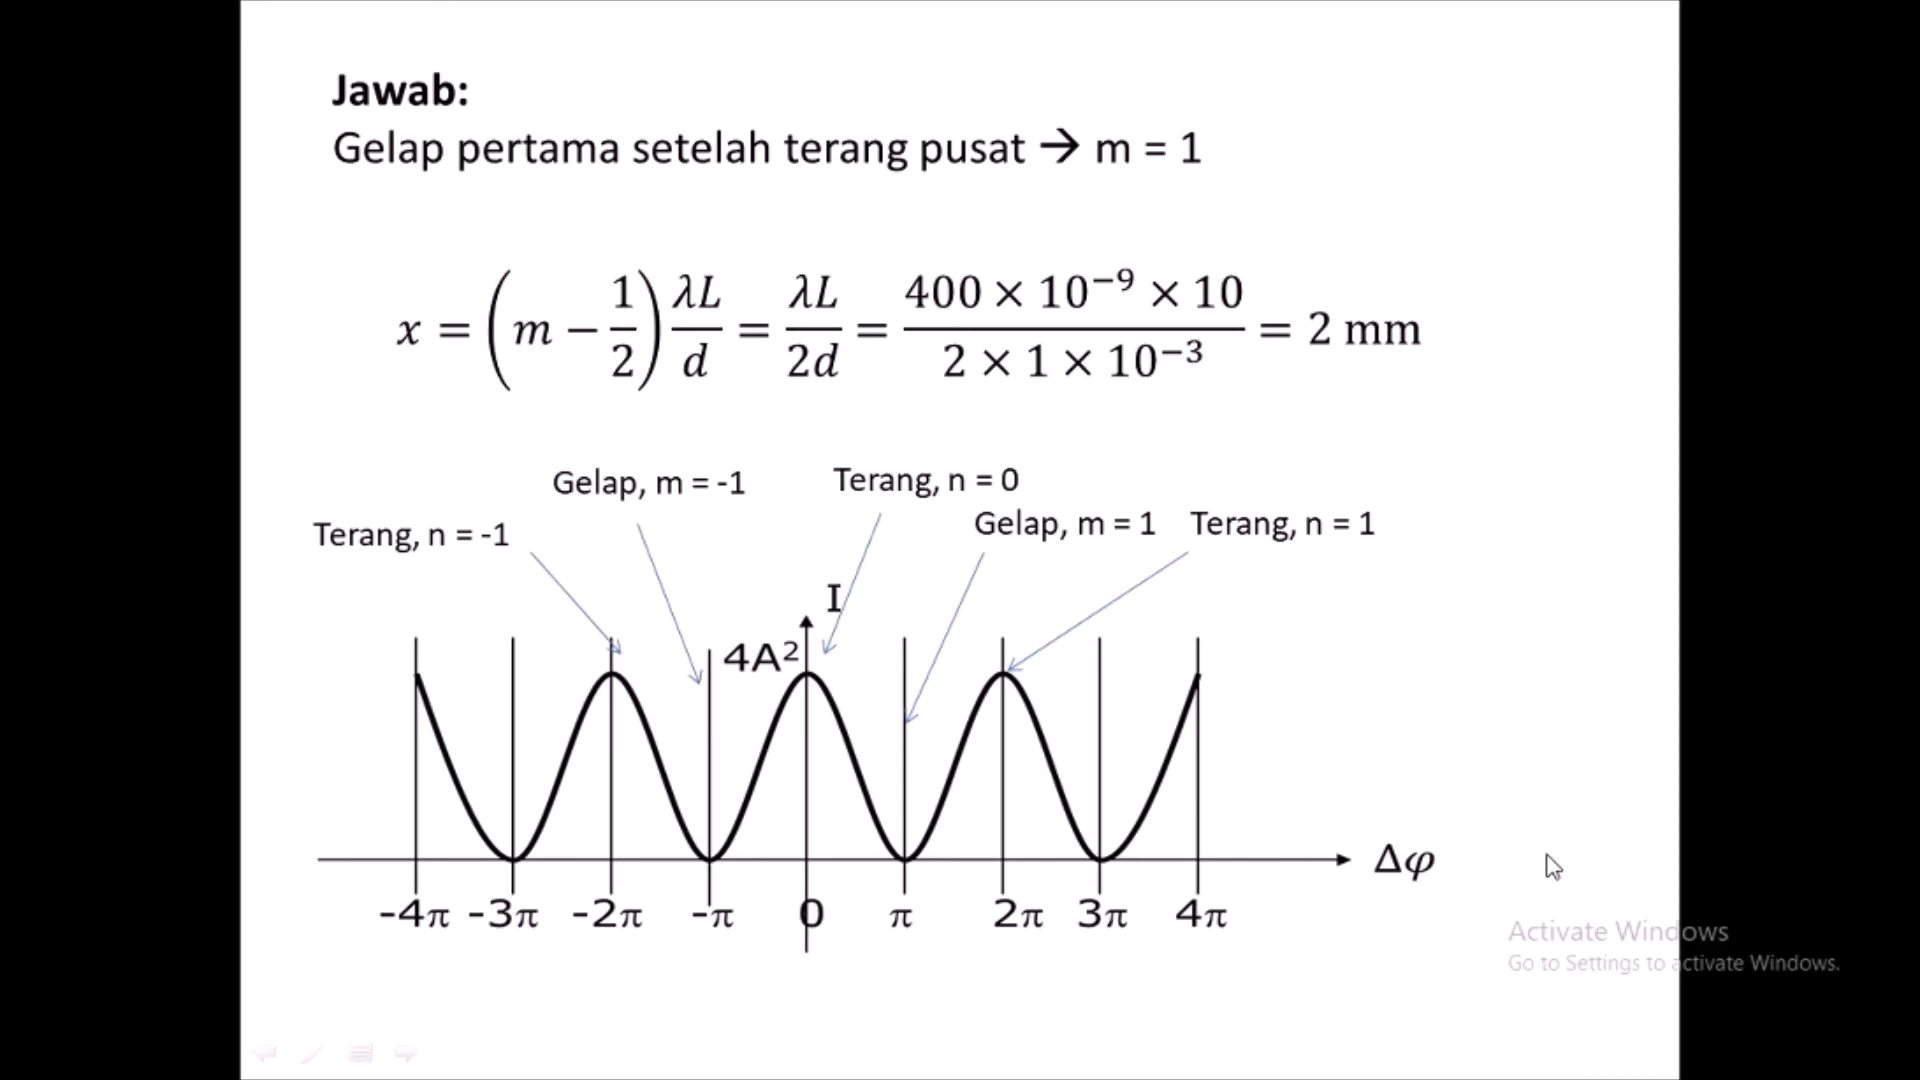 Jawab:
Gelap pertama setelah terang pusat → m = 1
x = (m − 1/2) λL/d = λL/2d = 400 × 10⁻⁹ × 10 / 2 × 1 × 10⁻³ = 2 mm
Gelap, m = -1
Terang, n = 0
Terang, n = -1
Gelap, m = 1
Terang, n = 1
I
4A²
Δφ
-4π -3π -2π -π 0 π 2π 3π 4π
Activate Windows
Go to Settings to activate Windows.